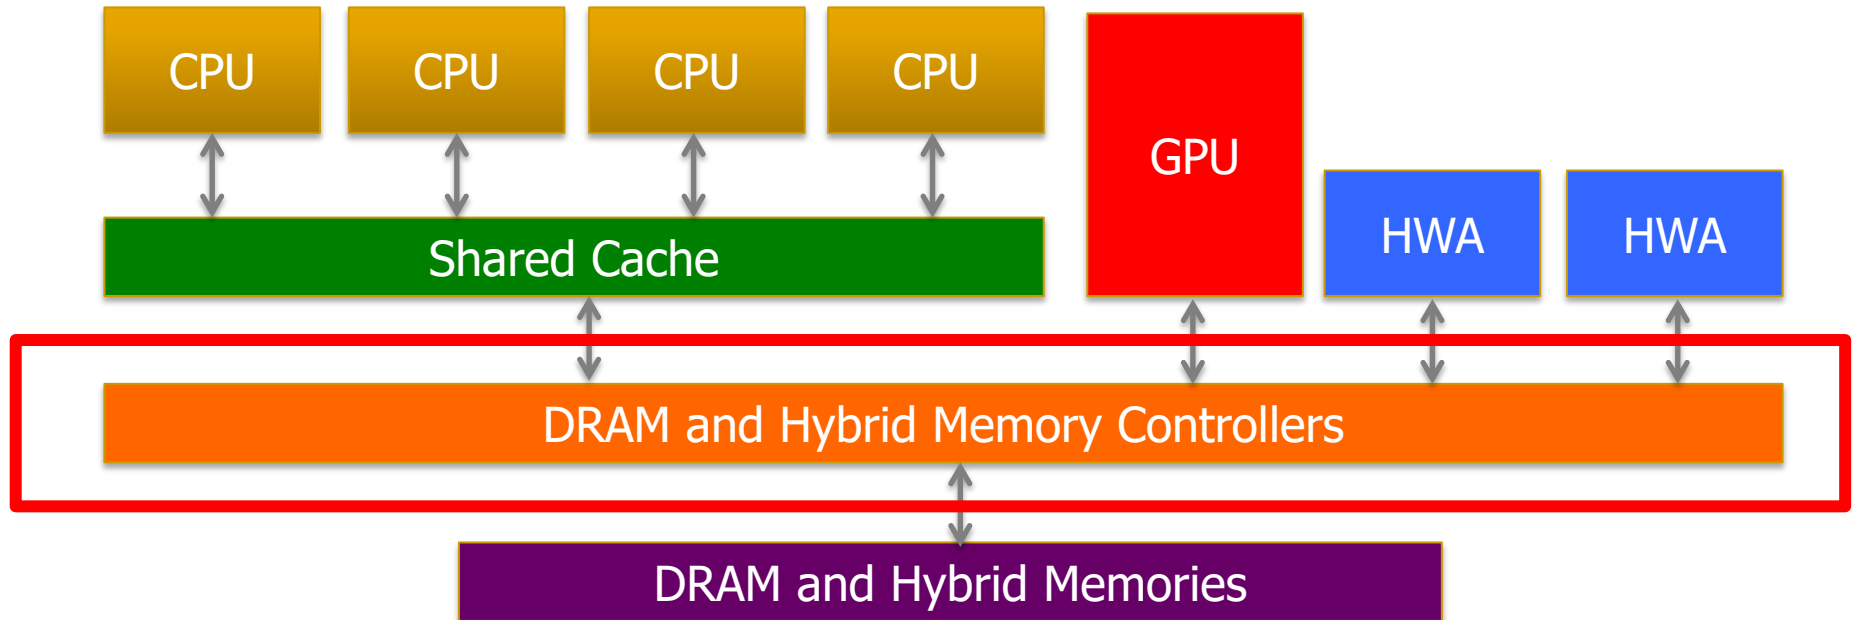 CPU
CPU
CPU
CPU
GPU
HWA
HWA
Shared Cache
DRAM and Hybrid Memory Controllers
DRAM and Hybrid Memories